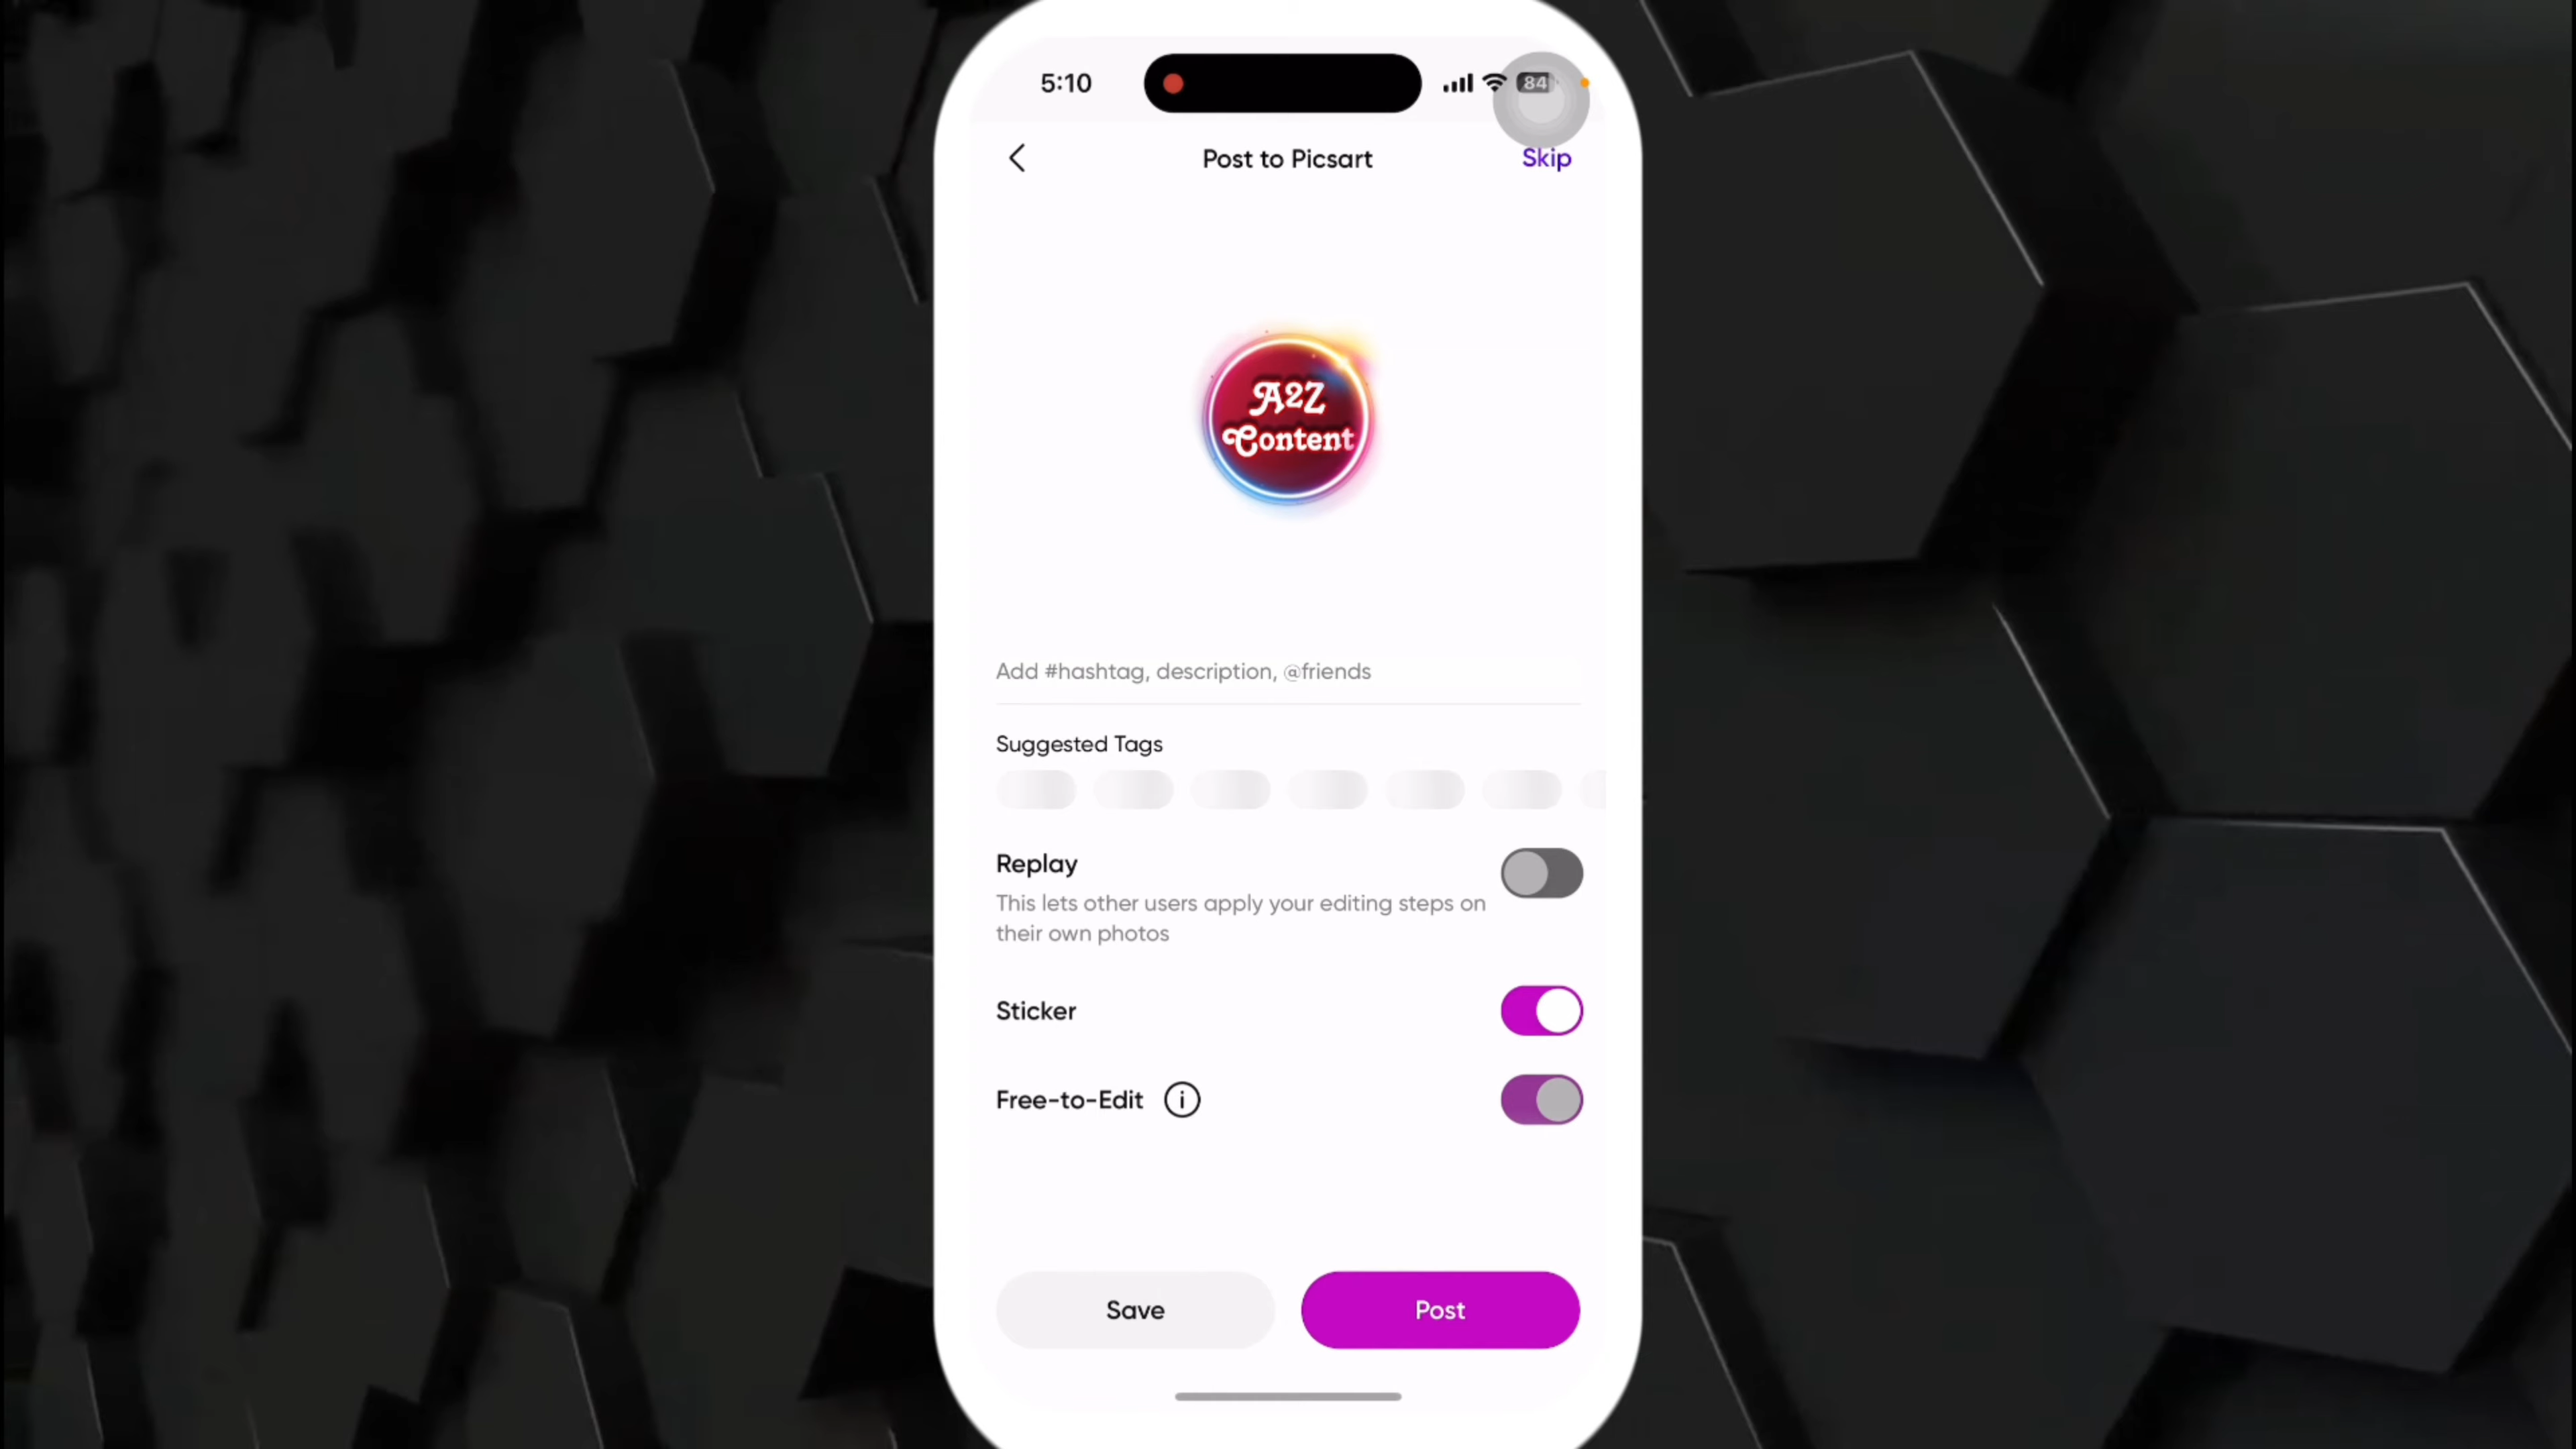 5:10
84
Post to Picsart
Skip
A2Z
Content
Add #hashtag, description, @friends
Suggested Tags
Replay
This lets other users apply your editing steps on
their own photos
Sticker
Free-to-Edit
Save
Post